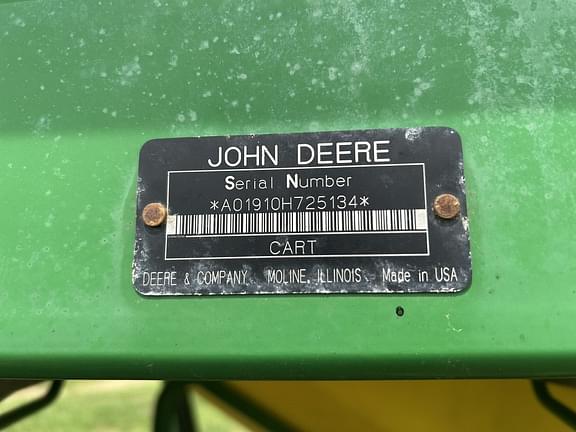 JOHN DEERE
Serial Number
*A01910H725134*
CART
DEERE & COMPANY MOLINE, ILLINOIS Made in USA